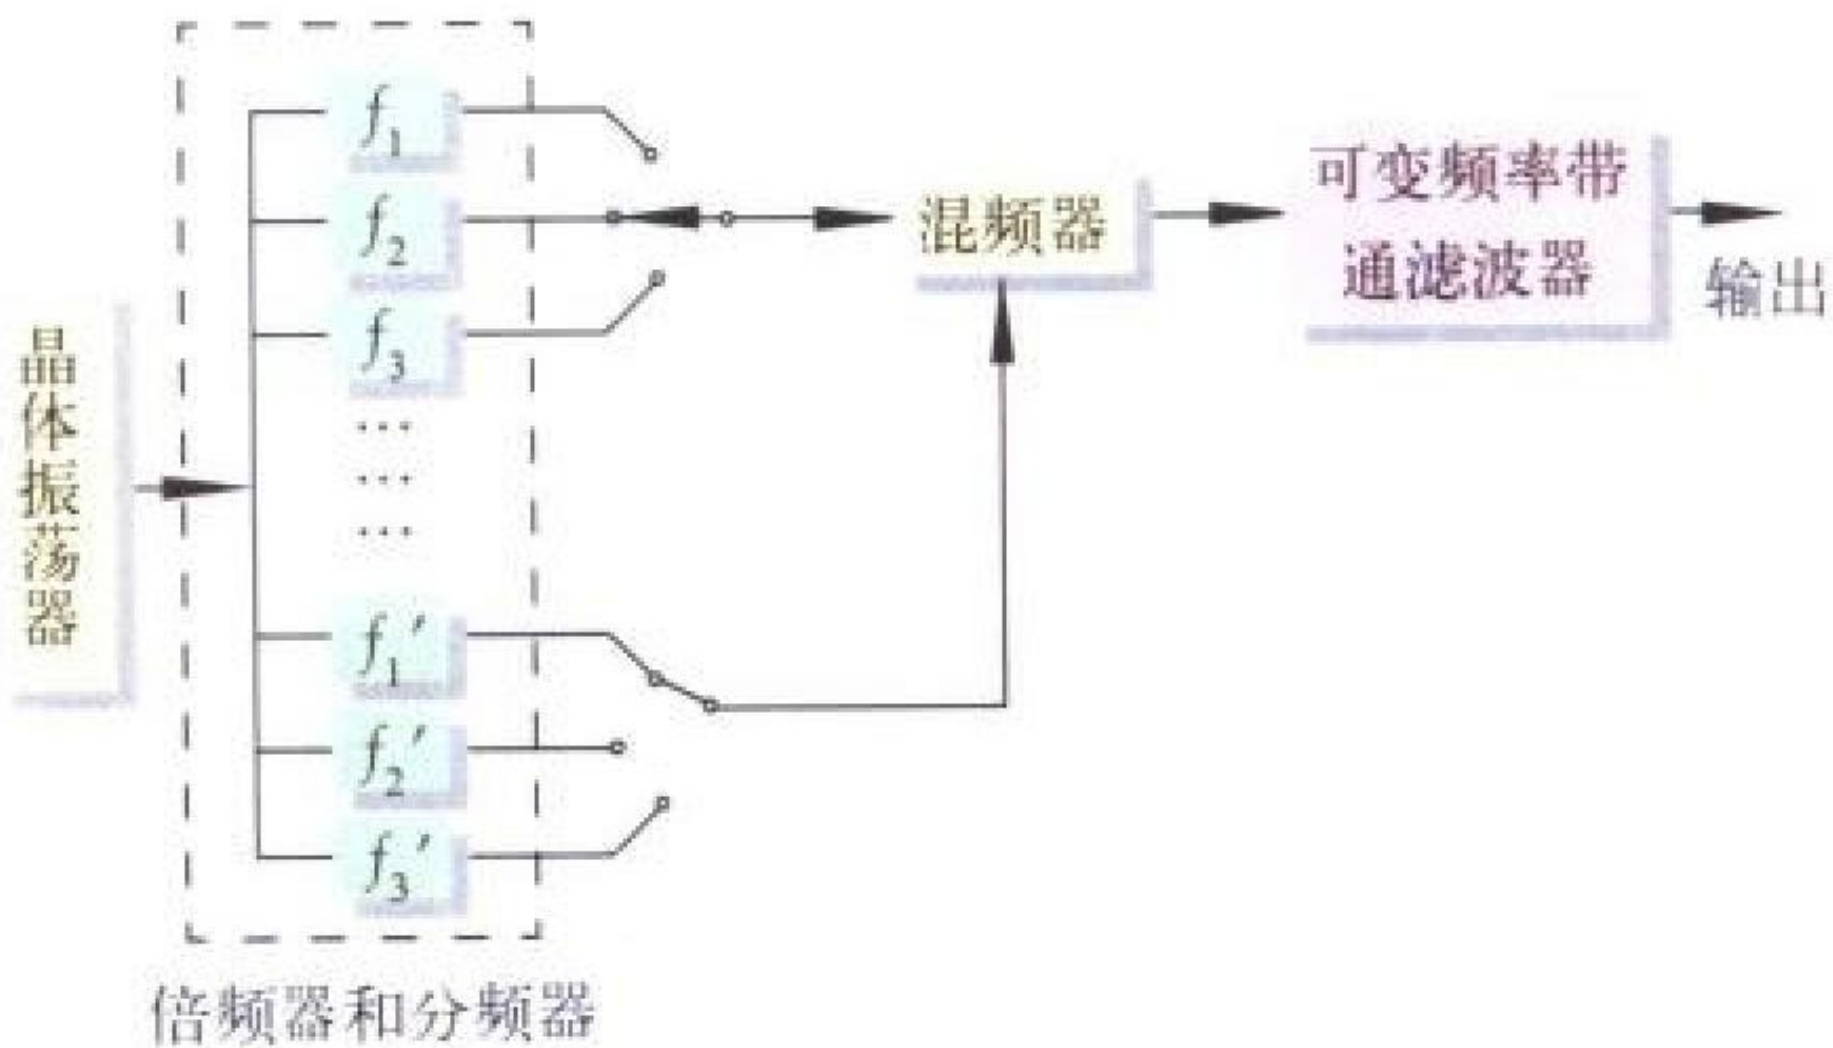 f₁
f₂
f₃
···
···
···
f₁′
f₂′
f₃′
晶体振荡器
倍频器和分频器
混频器
可变频率带
通滤波器
输出